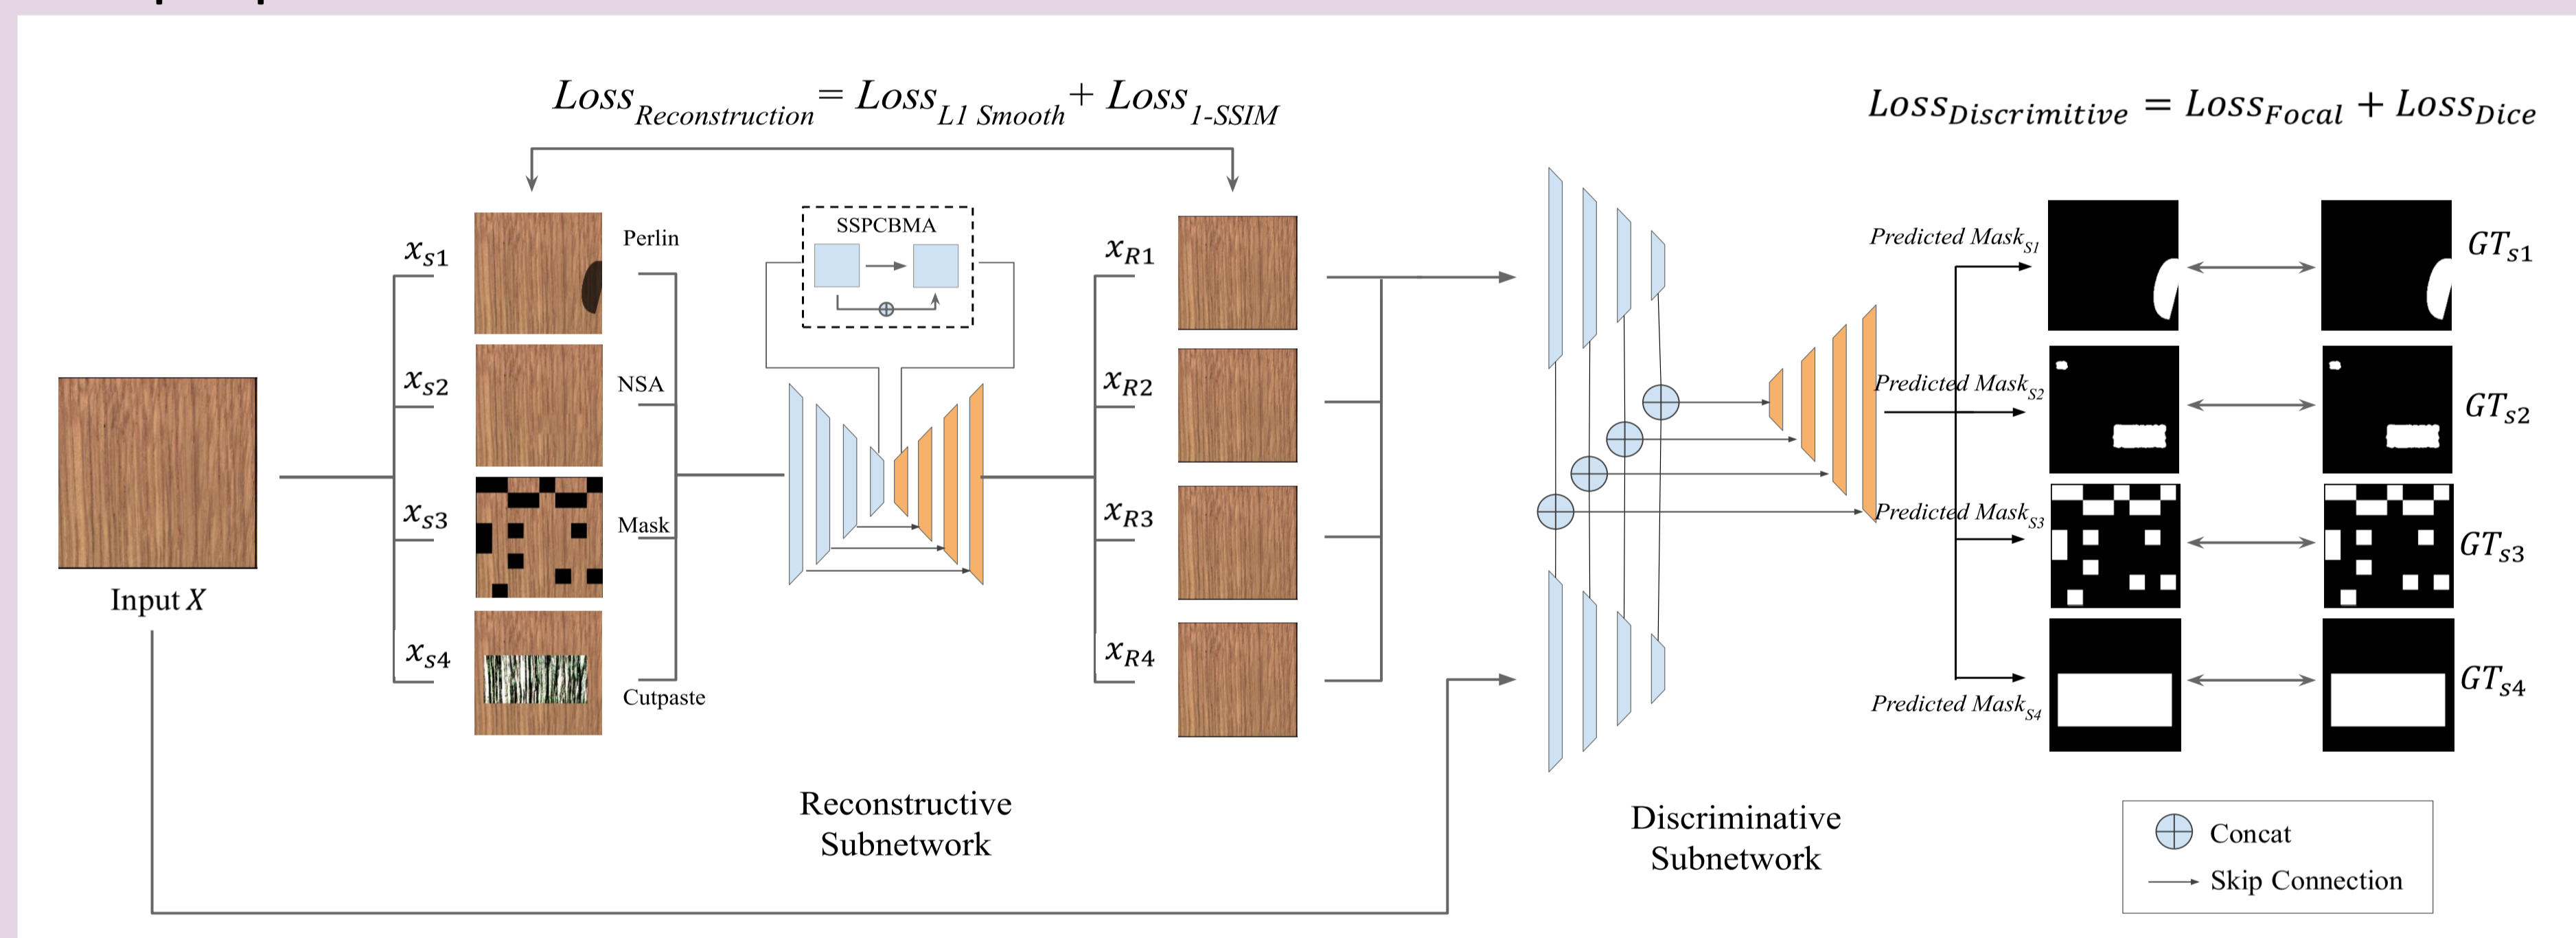 Loss_Reconstruction = Loss_L1 Smooth + Loss_1-SSIM
Loss_Discrimitive = Loss_Focal + Loss_Dice
Input X
x_s1
x_s2
x_s3
x_s4
Perlin
NSA
Mask
Cutpaste
SSPCBMA
x_R1
x_R2
x_R3
x_R4
Reconstructive
Subnetwork
Discriminative
Subnetwork
Predicted Mask_S1
Predicted Mask_S2
Predicted Mask_S3
Predicted Mask_S4
GT_s1
GT_s2
GT_s3
GT_s4
Concat
Skip Connection